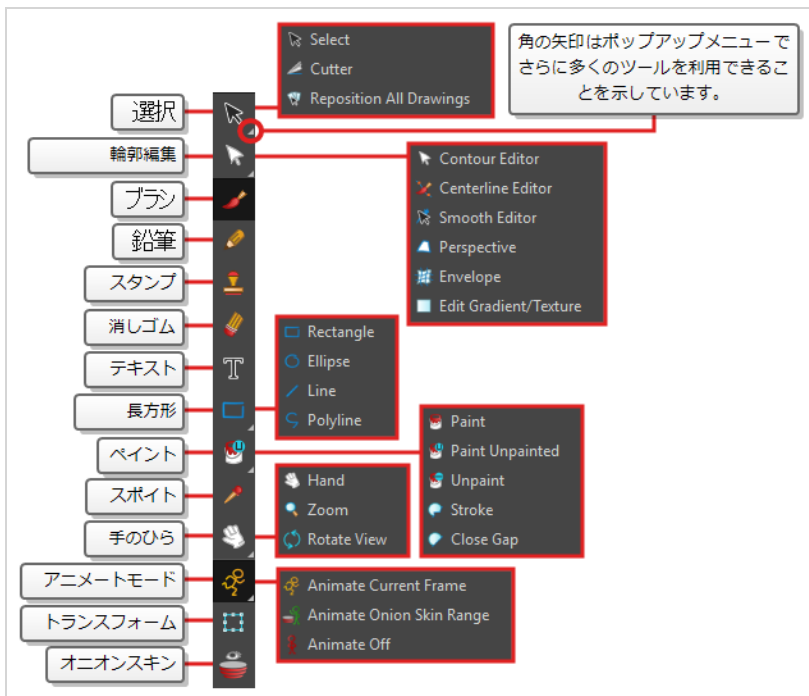 Select
Cutter
Reposition All Drawings
角の矢印はポップアップメニューで
さらに多くのツールを利用できるこ
とを示しています。
選択
輪郭編集
ブラシ
鉛筆
スタンプ
消しゴム
テキスト
長方形
ペイント
スポイト
手のひら
アニメートモード
トランスフォーム
オニオンスキン
Contour Editor
Centerline Editor
Smooth Editor
Perspective
Envelope
Edit Gradient/Texture
Rectangle
Ellipse
Line
Polyline
Paint
Paint Unpainted
Unpaint
Stroke
Close Gap
Hand
Zoom
Rotate View
Animate Current Frame
Animate Onion Skin Range
Animate Off